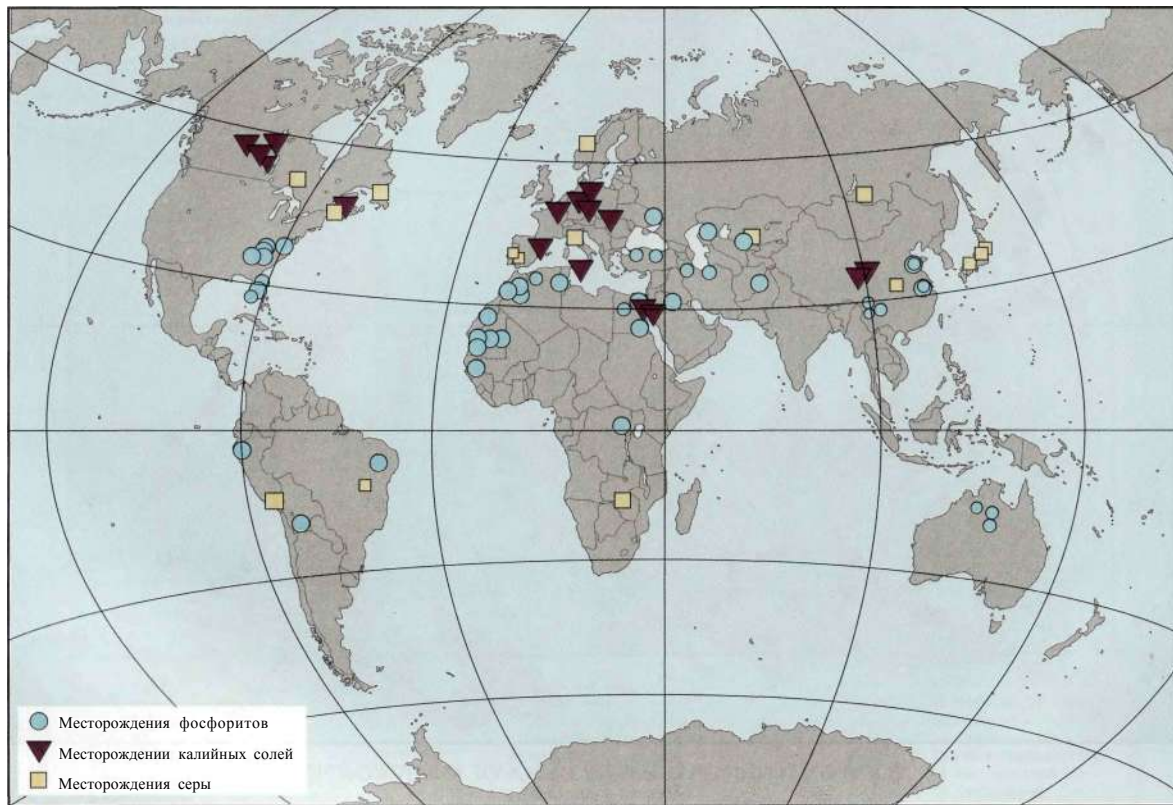 Месторождения фосфоритов
Месторождении калийных солей
Месторождения серы